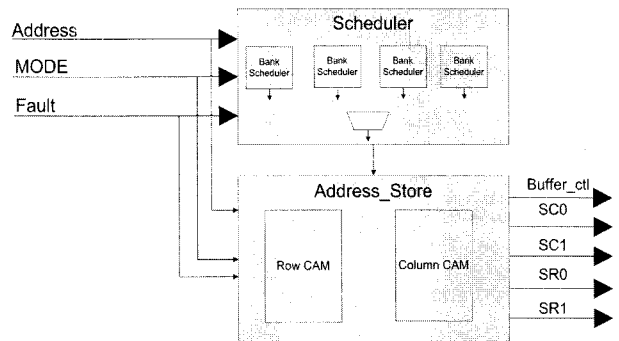 Scheduler
Address
MODE
Fault
Bank
Scheduler
Bank
Scheduler
Bank
Scheduler
Bank
Scheduler
Address_Store
Row CAM
Column CAM
Buffer_ctl
SC0
SC1
SR0
SR1